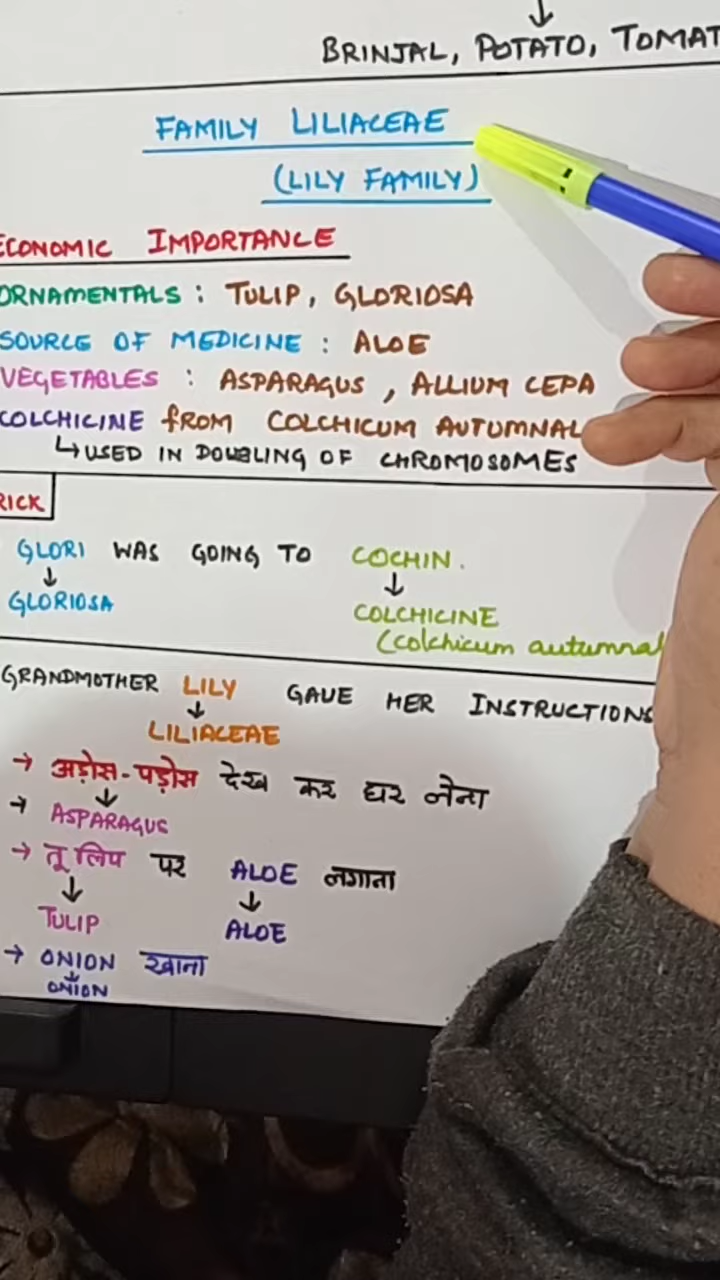 BRINJAL, POTATO, TOMAT
FAMILY LILIACEAE
(LILY FAMILY)
ECONOMIC IMPORTANCE
ORNAMENTALS : TULIP, GLORIOSA
SOURCE OF MEDICINE : ALOE
VEGETABLES : ASPARAGUS , ALLIUM CEPA
COLCHICINE FROM COLCHICUM AUTUMNAL
↳ USED IN DOUBLING OF CHROMOSOMES
RICK
GLORI WAS GOING TO COCHIN.
↓ ↓
GLORIOSA COLCHICINE
(colchicum autumnal
GRANDMOTHER LILY GAVE HER INSTRUCTIONS
↓
LILIACEAE
→ अड़ोस-पड़ोस देख कर घर लेना
↓
→ ASPARAGUS
→ तू लिप पर ALOE लगाना
↓ ↓
TULIP ALOE
→ ONION खाना
↓
ONION